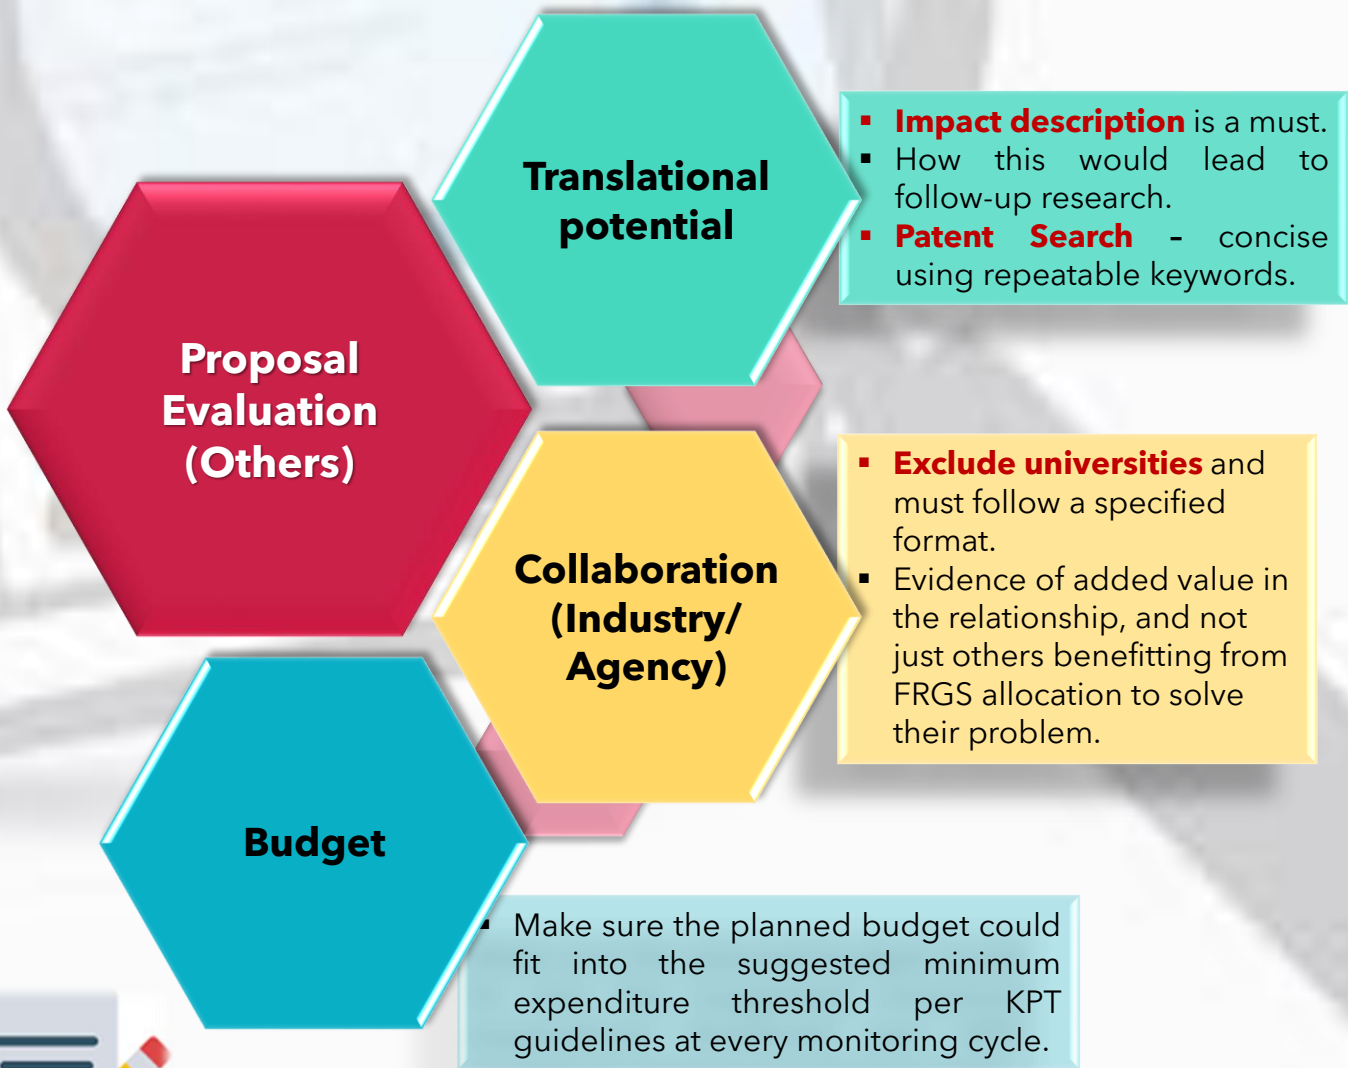 Proposal
Evaluation
(Others)
Translational
potential
▪ Impact description is a must.
▪ How this would lead to
follow-up research.
▪ Patent Search – concise
using repeatable keywords.
Collaboration
(Industry/
Agency)
▪ Exclude universities and
must follow a specified
format.
▪ Evidence of added value in
the relationship, and not
just others benefitting from
FRGS allocation to solve
their problem.
Budget
▪ Make sure the planned budget could
fit into the suggested minimum
expenditure threshold per KPT
guidelines at every monitoring cycle.